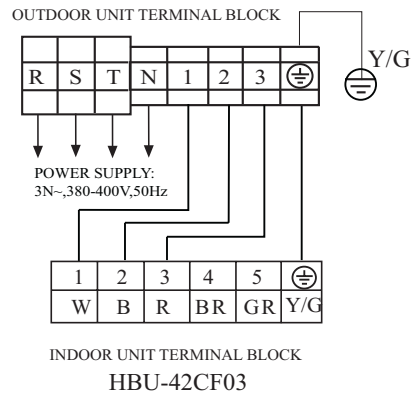 OUTDOOR UNIT TERMINAL BLOCK
Y/G
R S T N 1 2 3
POWER SUPPLY:
3N~,380-400V,50Hz
1 2 3 4 5
W B R BR GR Y/G
INDOOR UNIT TERMINAL BLOCK
HBU-42CF03